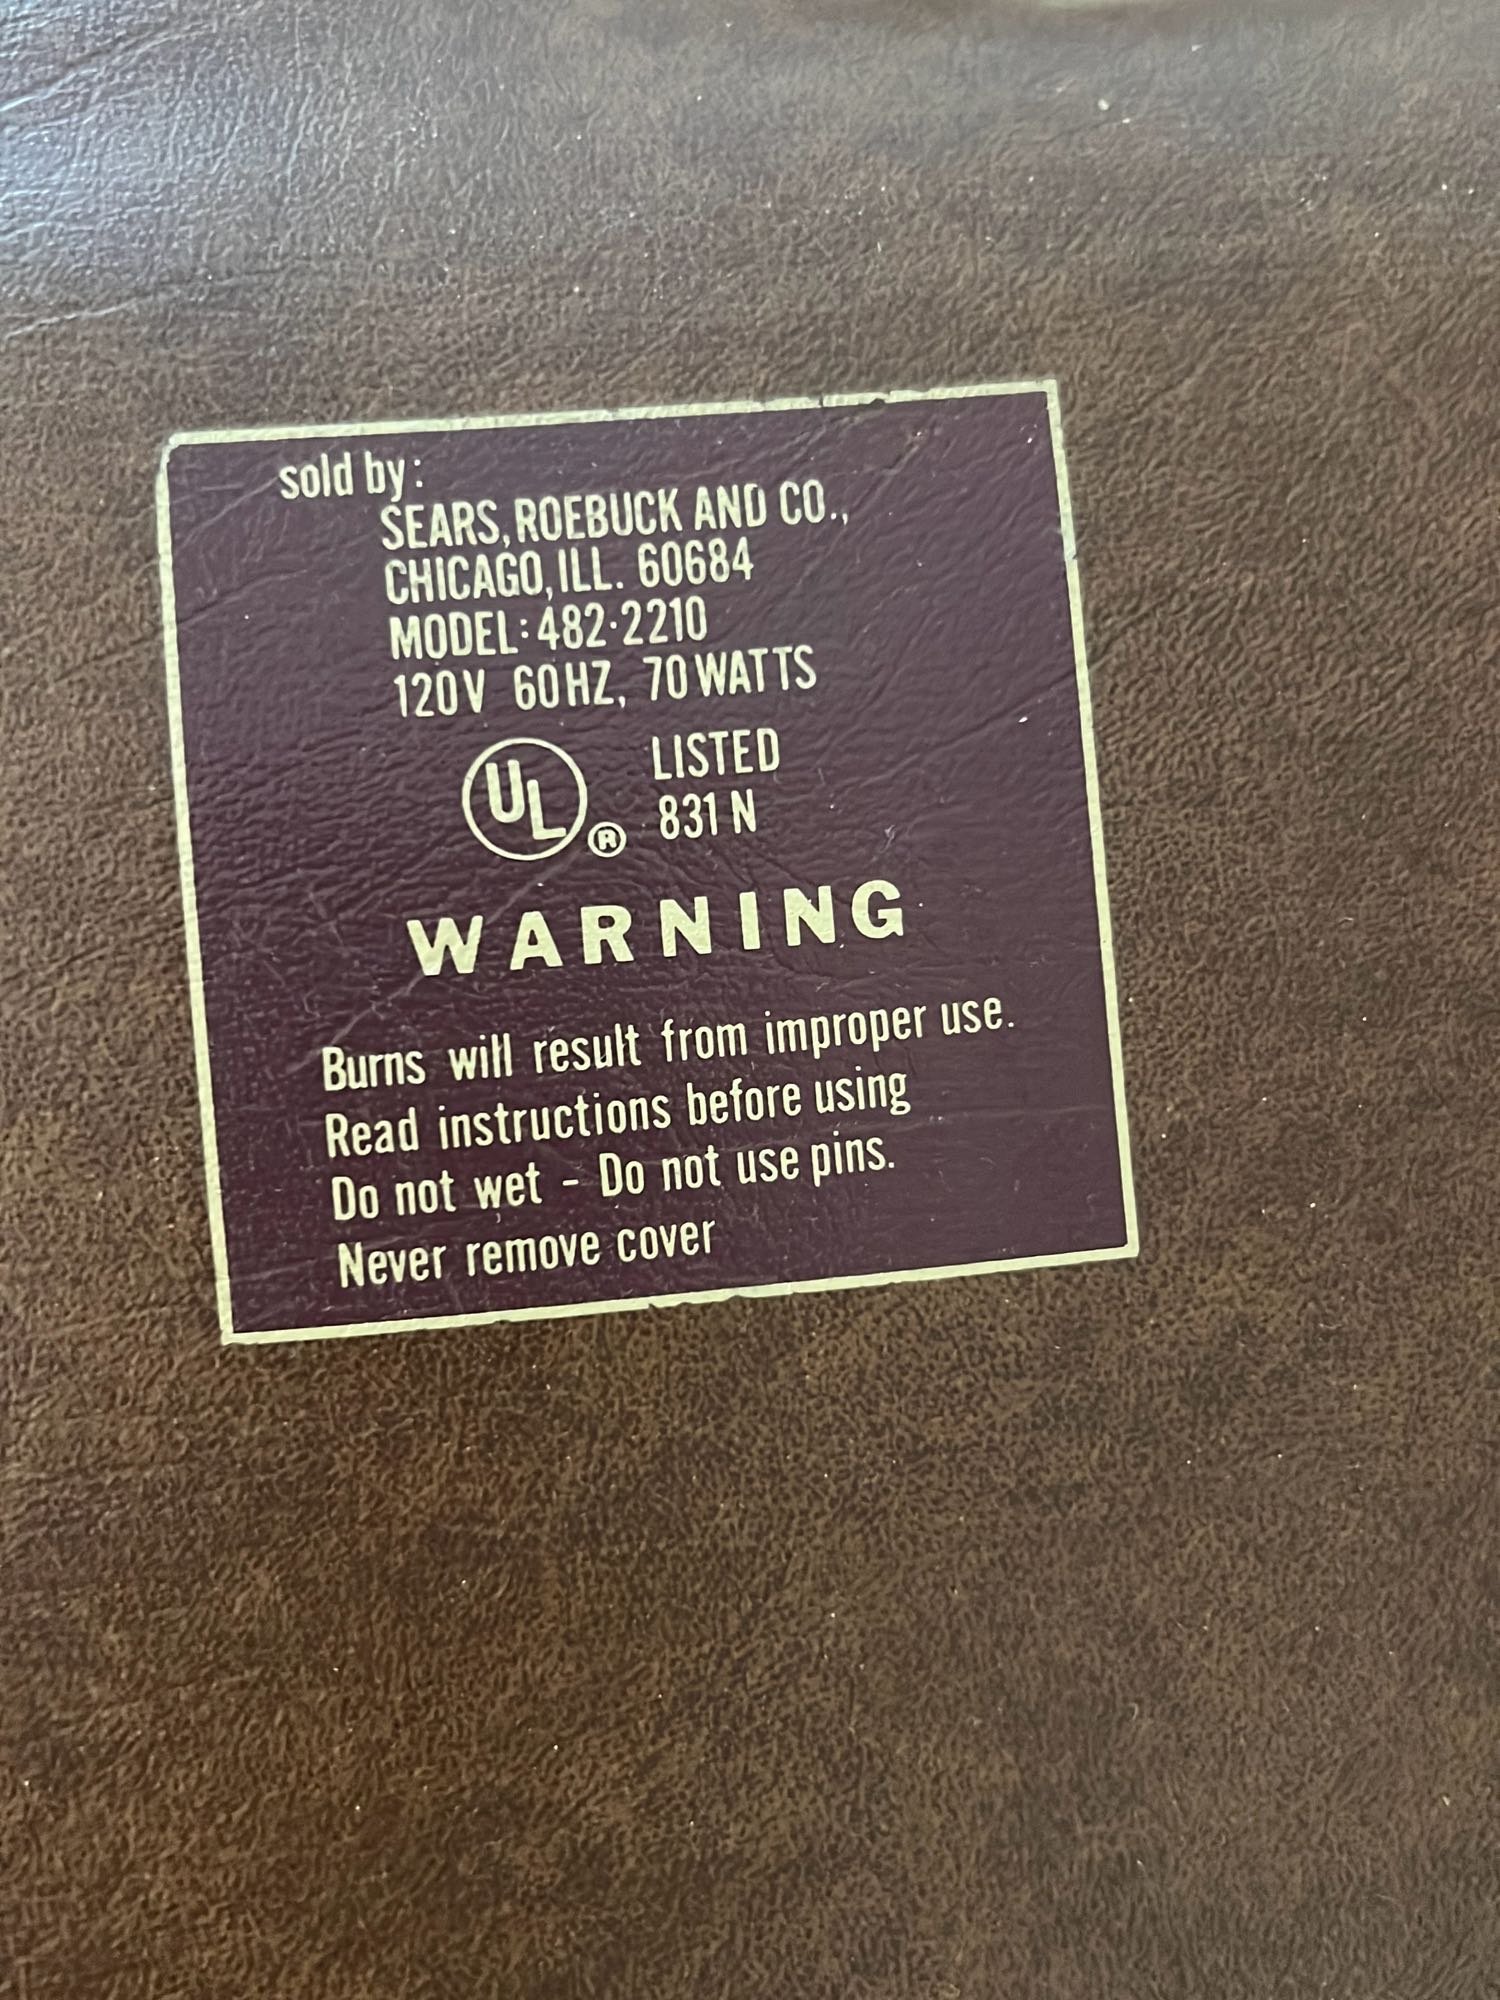 sold by:
SEARS, ROEBUCK AND CO.,
CHICAGO, ILL. 60684
MODEL: 482·2210
120V 60HZ, 70 WATTS
UL® LISTED
831 N
WARNING
Burns will result from improper use.
Read instructions before using
Do not wet - Do not use pins.
Never remove cover